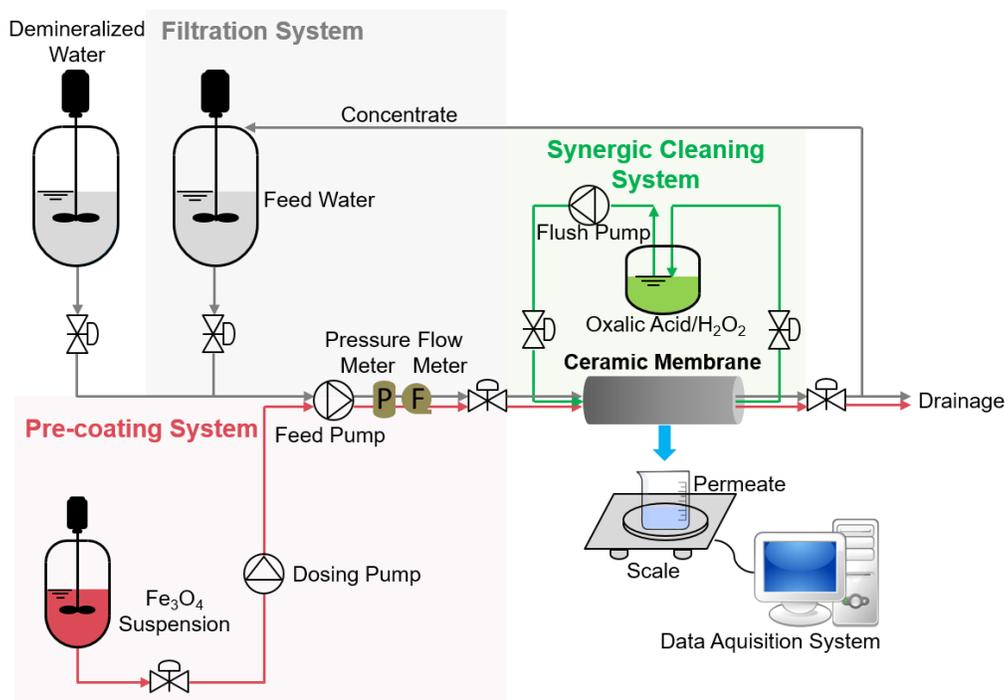 Demineralized
Water
Filtration System
Concentrate
Synergic Cleaning
System
Feed Water
Flush Pump
Oxalic Acid/H₂O₂
Pressure
Meter
Flow
Meter
Ceramic Membrane
P
F
Drainage
Pre-coating System
Feed Pump
Permeate
Scale
Dosing Pump
Fe₃O₄
Suspension
Data Aquisition System